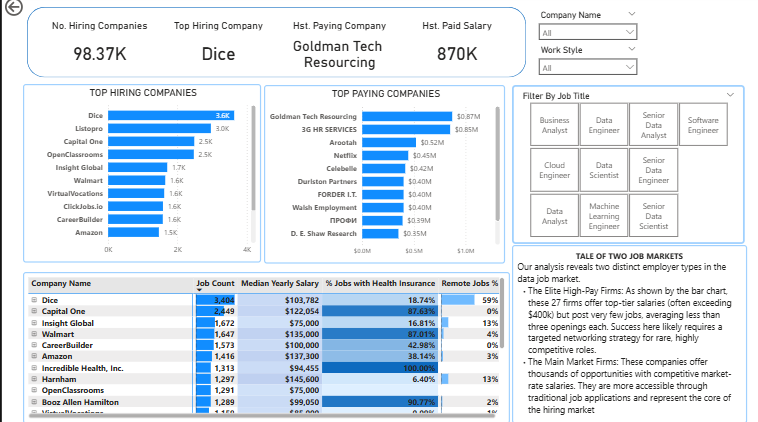 No. Hiring Companies
Top Hiring Company
Hst. Paying Company
Hst. Paid Salary
98.37K
Dice
Goldman Tech
Resourcing
870K
Company Name
All
Work Style
All
TOP HIRING COMPANIES
Dice 3.6K
Listopro 3.0K
Capital One 2.5K
OpenClassrooms 2.5K
Insight Global 1.7K
Walmart 1.6K
VirtualVocations 1.6K
ClickJobs.io 1.6K
CareerBuilder 1.6K
Amazon 1.5K
0K 2K 4K
TOP PAYING COMPANIES
Goldman Tech Resourcing $0.87M
3G HR SERVICES $0.85M
Arootah $0.52M
Netflix $0.45M
Celebelle $0.42M
Durlston Partners $0.40M
FORDER I.T. $0.40M
Walsh Employment $0.40M
ПРОФИ $0.39M
D. E. Shaw Research $0.35M
$0.0M $0.5M $1.0M
Filter By Job Title
Business
Analyst
Data
Engineer
Senior
Data
Analyst
Software
Engineer
Cloud
Engineer
Data
Scientist
Senior
Data
Engineer
Data
Analyst
Machine
Learning
Engineer
Senior
Data
Scientist
Company Name Job Count Median Yearly Salary % Jobs with Health Insurance Remote Jobs %
Dice 3,404 $103,782 18.74% 59%
Capital One 2,449 $122,054 87.63% 0%
Insight Global 1,672 $75,000 16.81% 13%
Walmart 1,647 $135,000 87.01% 4%
CareerBuilder 1,573 $100,000 42.98% 0%
Amazon 1,416 $137,300 38.14% 3%
Incredible Health, Inc. 1,313 $94,455 100.00%
Harnham 1,297 $145,600 6.40% 13%
OpenClassrooms 1,291 $75,000
Booz Allen Hamilton 1,289 $99,050 90.77% 2%
TALE OF TWO JOB MARKETS
Our analysis reveals two distinct employer types in the
data job market.
• The Elite High-Pay Firms: As shown by the bar chart,
these 27 firms offer top-tier salaries (often exceeding
$400k) but post very few jobs, averaging less than
three openings each. Success here likely requires a
targeted networking strategy for rare, highly
competitive roles.
• The Main Market Firms: These companies offer
thousands of opportunities with competitive market-
rate salaries. They are more accessible through
traditional job applications and represent the core of
the hiring market